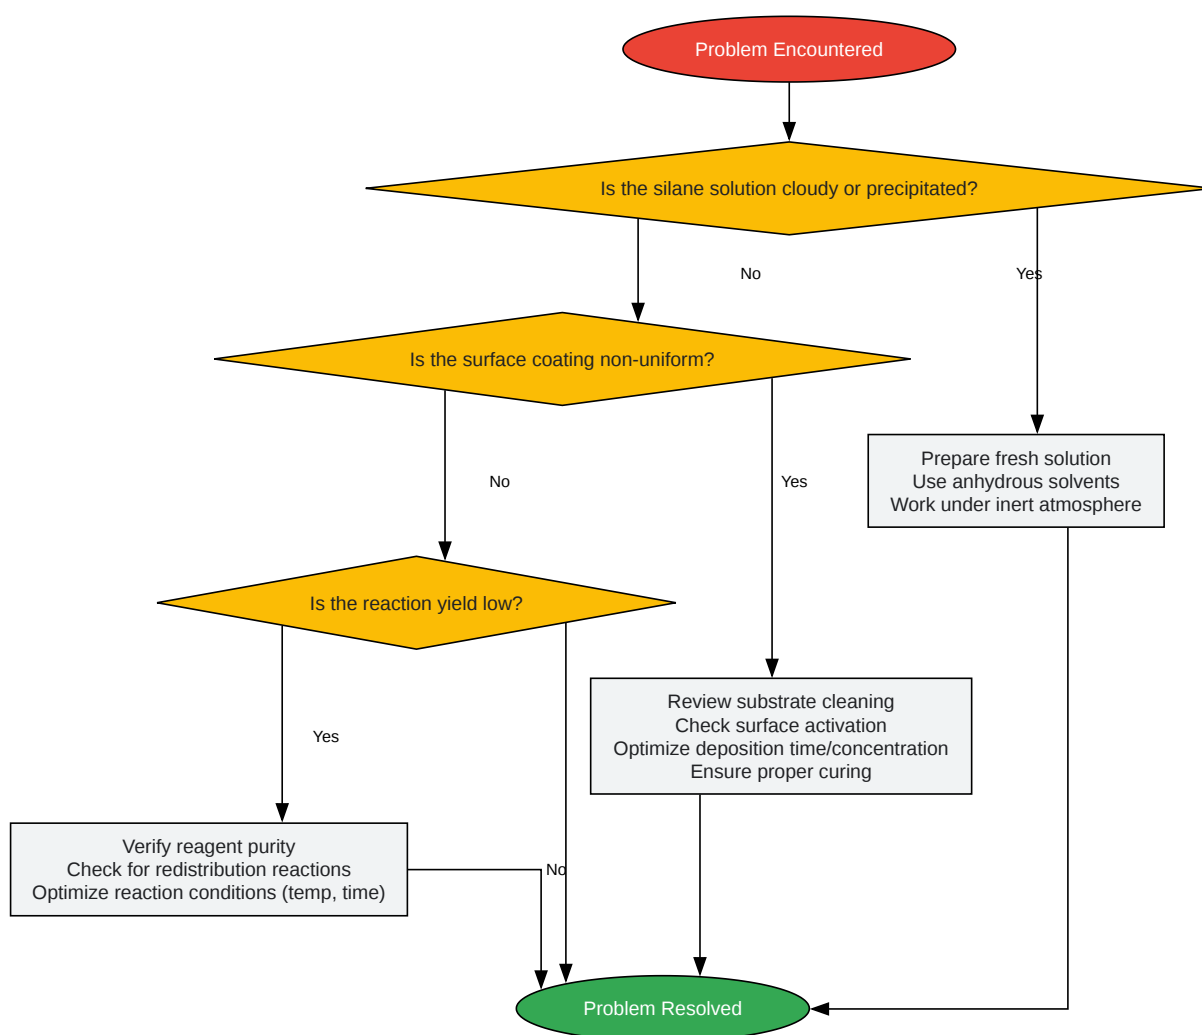 Problem Encountered
Is the silane solution cloudy or precipitated?
No
Yes
Is the surface coating non-uniform?
Prepare fresh solution
Use anhydrous solvents
Work under inert atmosphere
No
Yes
Is the reaction yield low?
Review substrate cleaning
Check surface activation
Optimize deposition time/concentration
Ensure proper curing
Yes
Verify reagent purity
Check for redistribution reactions
Optimize reaction conditions (temp, time)
No
Problem Resolved